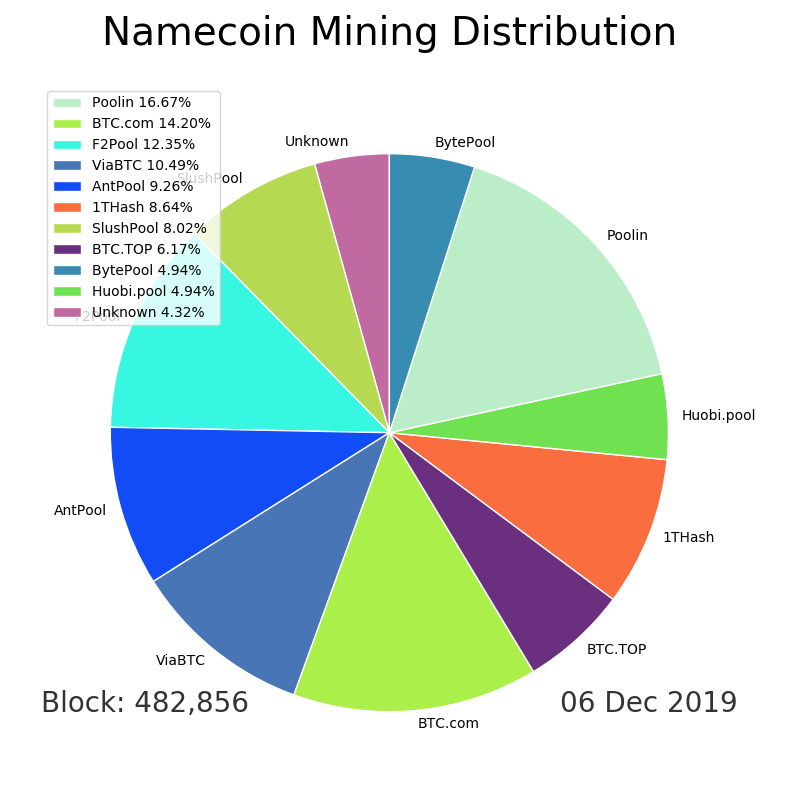 Namecoin Mining Distribution
Poolin 16.67%
BTC.com 14.20%
F2Pool 12.35%
ViaBTC 10.49%
AntPool 9.26%
1THash 8.64%
SlushPool 8.02%
BTC.TOP 6.17%
BytePool 4.94%
Huobi.pool 4.94%
Unknown 4.32%
Unknown
BytePool
SlushPool
Poolin
F2Pool
Huobi.pool
AntPool
1THash
BTC.TOP
ViaBTC
BTC.com
Block: 482,856
06 Dec 2019